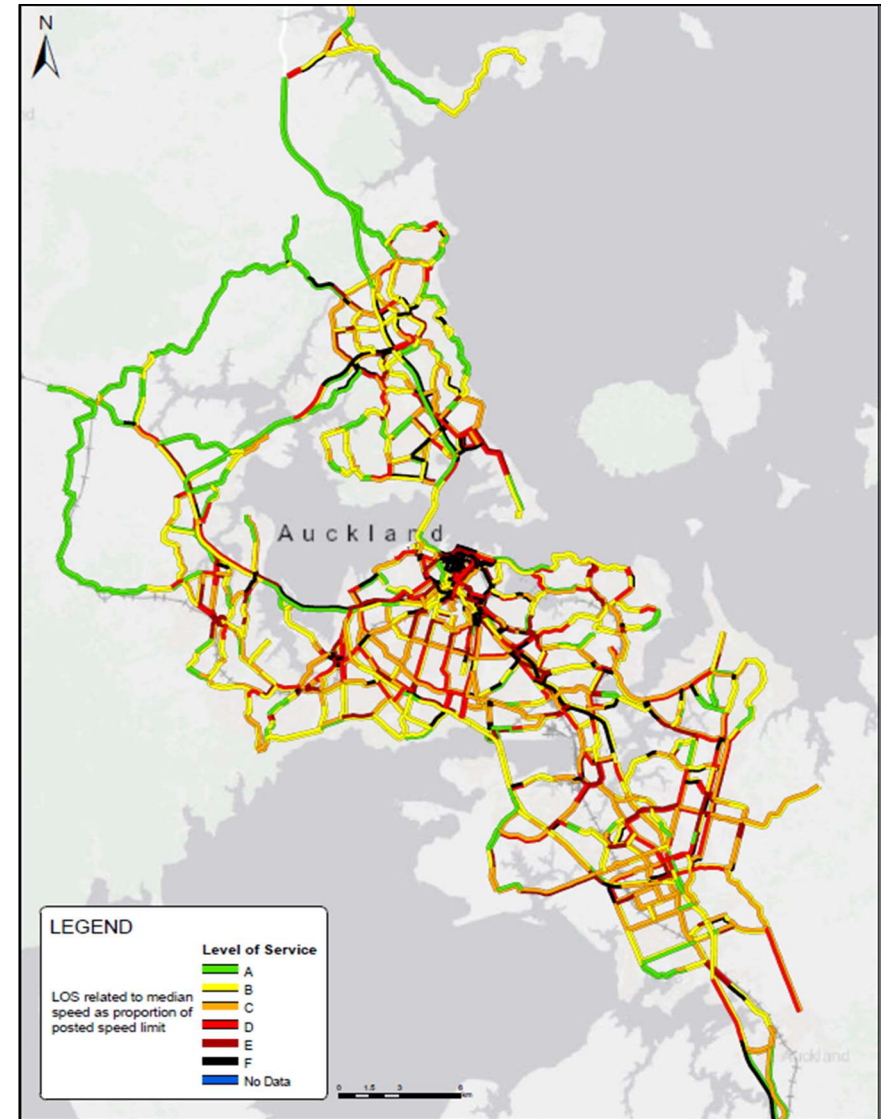 N
Auckland
LEGEND
Level of Service
A
B
LOS related to median
speed as proportion of
posted speed limit
C
D
E
F
No Data
0 1.5 3 6
km
Auckland